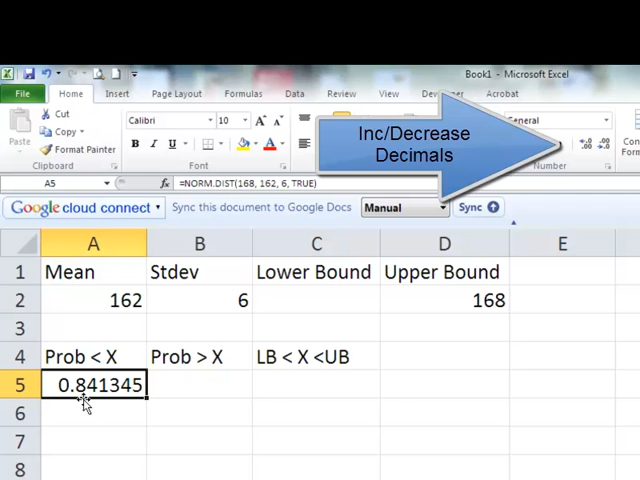 Book1 - Microsoft Excel
File Home Insert Page Layout Formulas Data Review View Developer Acrobat
Inc/Decrease
Decimals
Paste
Cut
Copy
Format Painter
Calibri 10
B I U
General
Clipboard Font Number
A5 fx =NORM.DIST(168, 162, 6, TRUE)
Google cloud connect Sync this document to Google Docs Manual Sync
A B C D E
1 Mean Stdev Lower Bound Upper Bound
2 162 6 168
3
4 Prob < X Prob > X LB < X <UB
5 0.841345
6
7
8